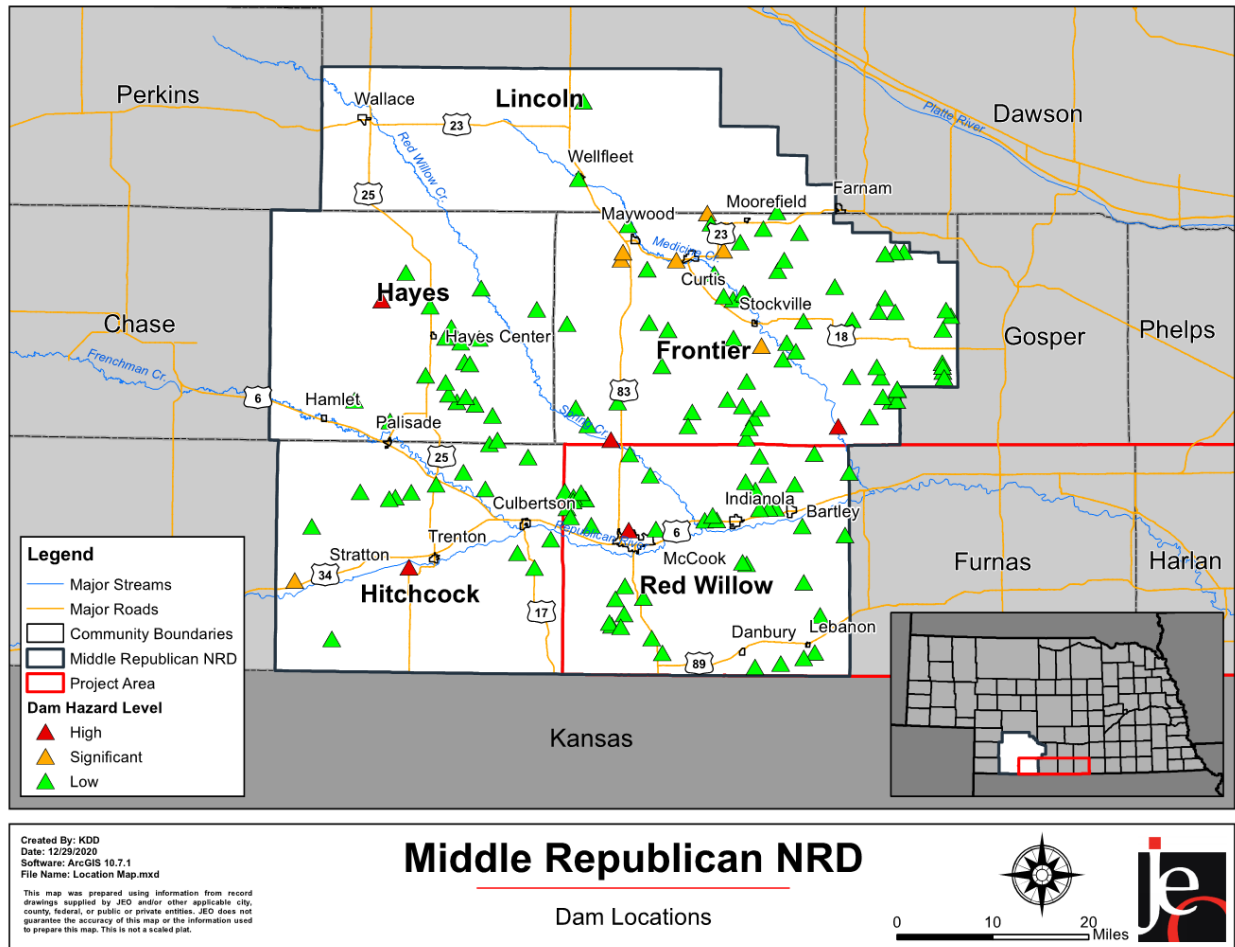 Perkins
Lincoln
Dawson
Wallace
23
Platte River
Red Willow Cr.
Wellfleet
25
Farnam
Moorefield
Maywood
23
Medicine Cr.
Curtis
Hayes
Stockville
Chase
Hayes Center
Gosper
Phelps
18
Frontier
Frenchman Cr.
83
6
Hamlet
Spring Cr.
Palisade
25
Culbertson
Indianola
Bartley
Republican River
6
Trenton
Stratton
McCook
Furnas
Harlan
34
Hitchcock
Red Willow
17
Danbury
Lebanon
89
Kansas
Legend
Major Streams
Major Roads
Community Boundaries
Middle Republican NRD
Project Area
Dam Hazard Level
High
Significant
Low
Created By: KDD
Date: 12/29/2020
Software: ArcGIS 10.7.1
File Name: Location Map.mxd
This map was prepared using information from record
drawings supplied by JEO and/or other applicable city,
county, federal, or public or private entities. JEO does not
guarantee the accuracy of this map or the information used
to prepare this map. This is not a scaled plat.
Middle Republican NRD
Dam Locations
0 10 20
Miles
jeo